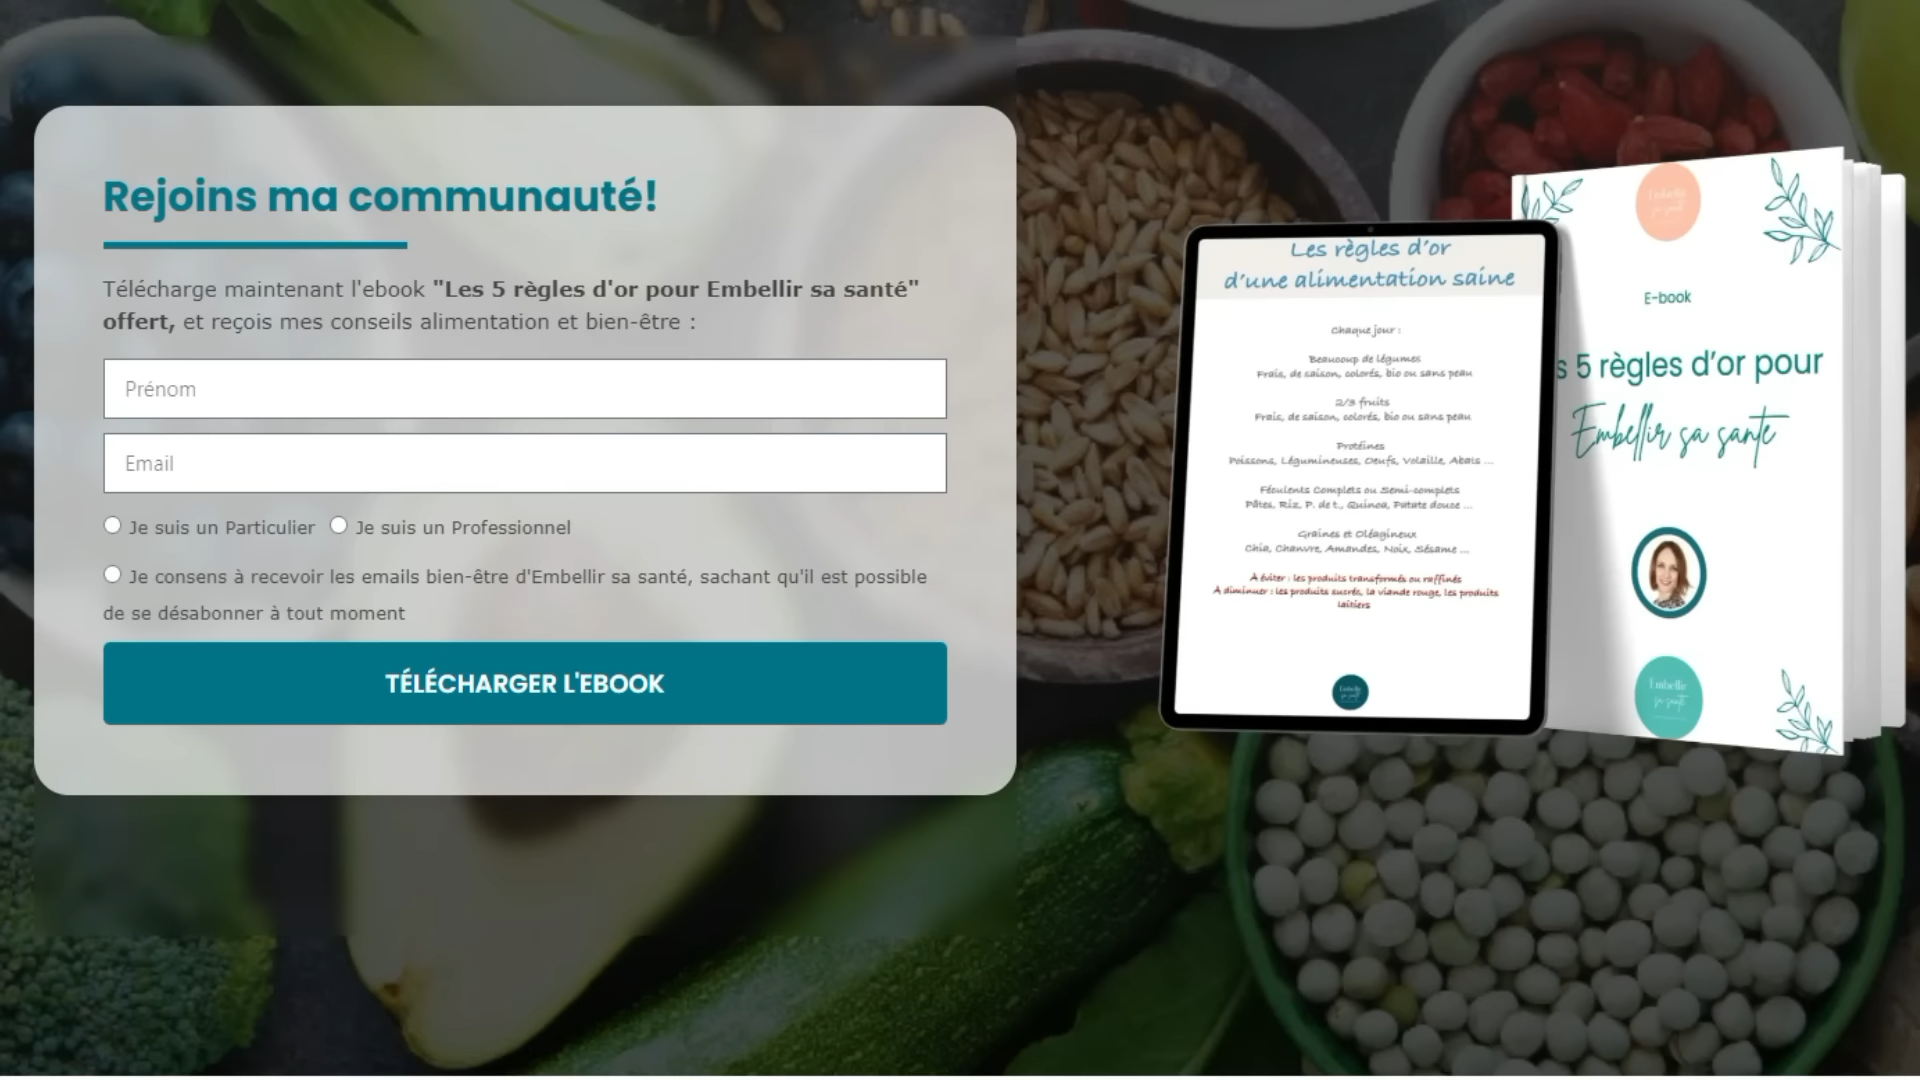 Rejoins ma communauté!
Télécharge maintenant l'ebook "Les 5 règles d'or pour Embellir sa santé"
offert, et reçois mes conseils alimentation et bien-être :
Prénom
Email
Je suis un Particulier Je suis un Professionnel
Je consens à recevoir les emails bien-être d'Embellir sa santé, sachant qu'il est possible
de se désabonner à tout moment
TÉLÉCHARGER L'EBOOK
Les règles d'or
d'une alimentation saine
Chaque jour :
Beaucoup de légumes
Frais, de saison, colorés, bio ou sans peau
2/3 fruits
Frais, de saison, colorés, bio ou sans peau
Protéines
Poissons, Légumineuses, Oeufs, Volaille, Abats ...
Féculents Complets ou Semi-complets
Pâtes, Riz, P. de t., Quinoa, Patate douce ...
Graines et Oléagineux
Chia, Chanvre, Amandes, Noix, Sésame ...
À éviter : les produits transformés ou raffinés
À diminuer : les produits sucrés, la viande rouge, les produits
laitiers
E-book
s 5 règles d'or pour
Embellir sa santé
Embellir
sa santé